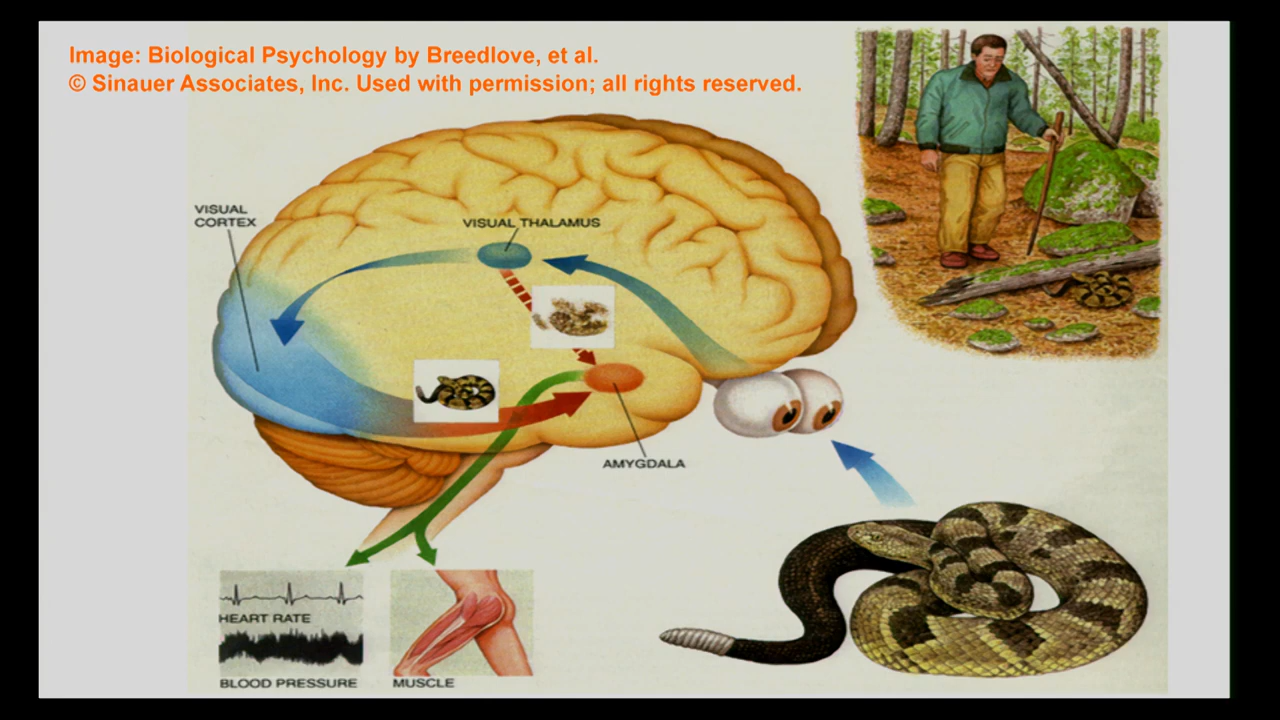 Image: Biological Psychology by Breedlove, et al.
© Sinauer Associates, Inc. Used with permission; all rights reserved.
VISUAL
CORTEX
VISUAL THALAMUS
AMYGDALA
HEART RATE
BLOOD PRESSURE
MUSCLE